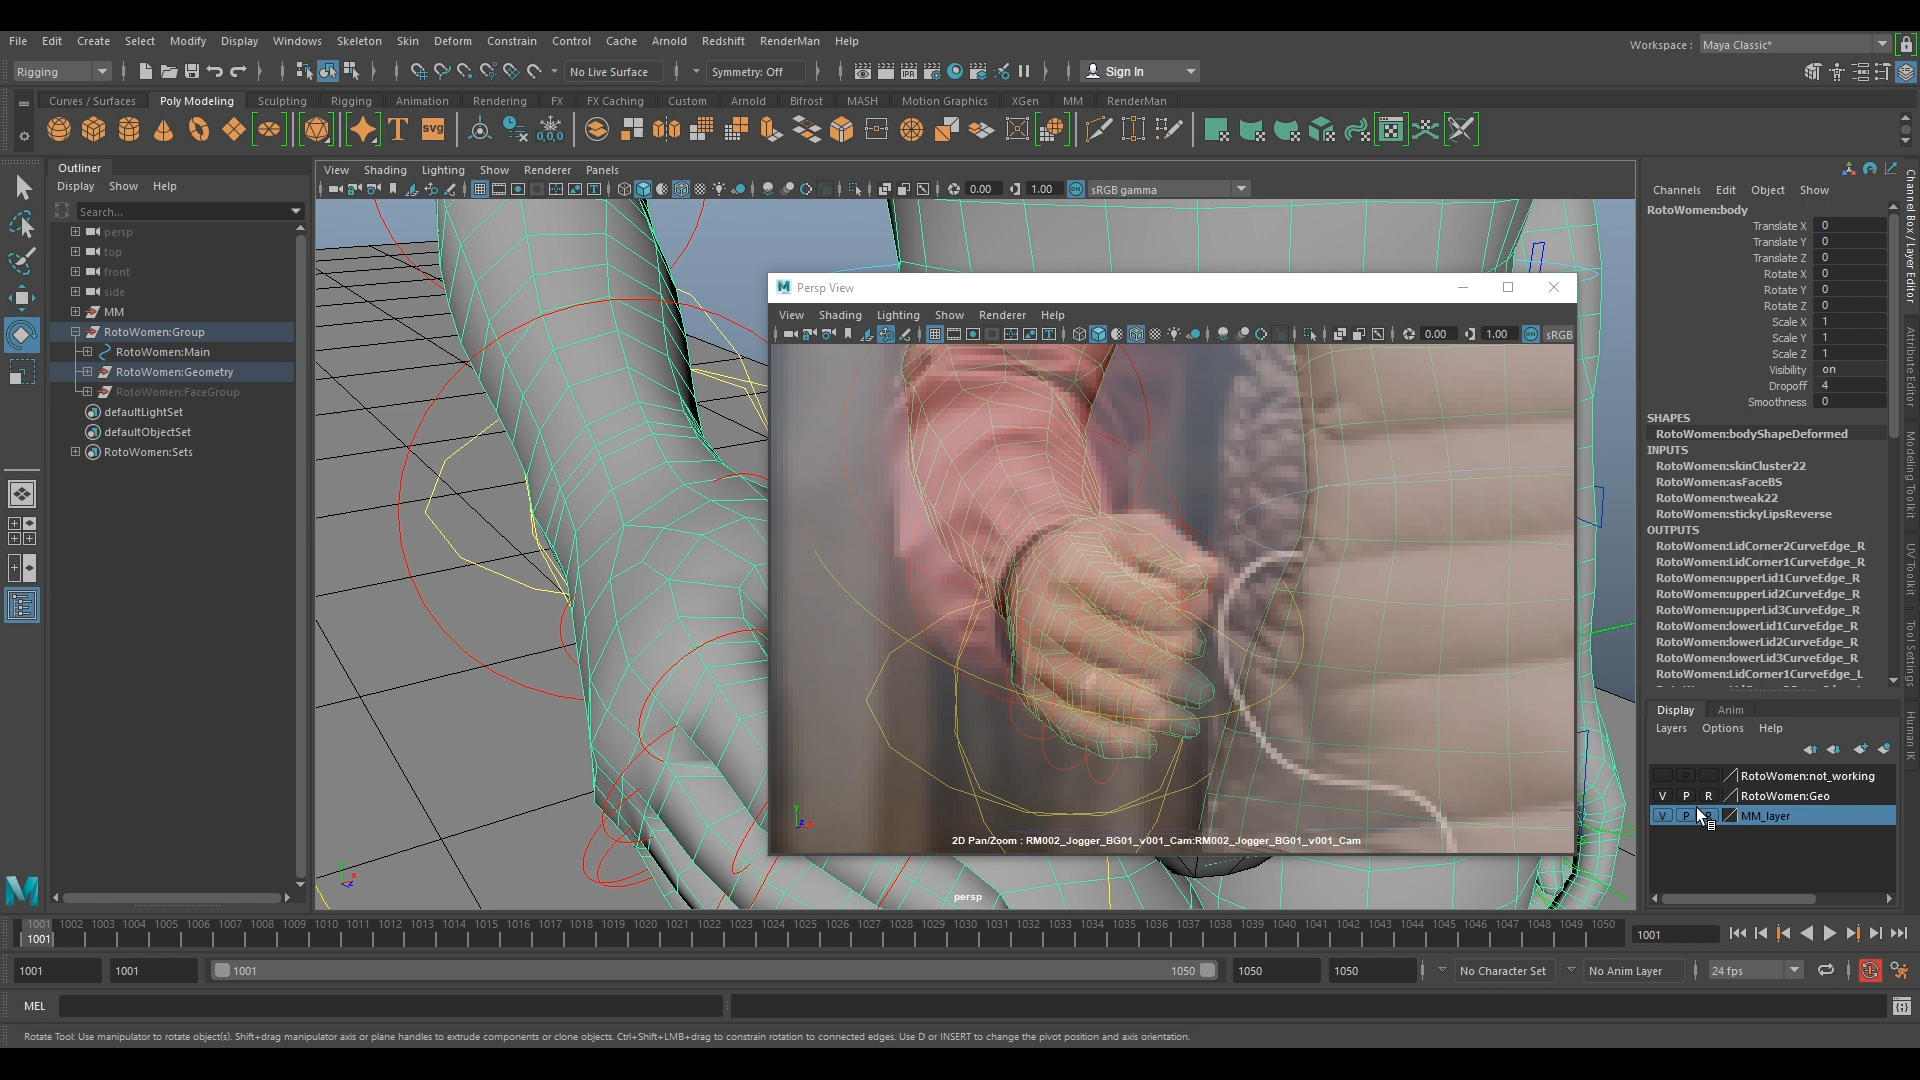 File Edit Create Select Modify Display Windows Skeleton Skin Deform Constrain Control Cache Arnold Redshift RenderMan Help
Workspace : Maya Classic*
Rigging
No Live Surface
Symmetry: Off
Sign In
Curves / Surfaces Poly Modeling Sculpting Rigging Animation Rendering FX FX Caching Custom Arnold Bifrost MASH Motion Graphics XGen MM RenderMan
Outliner
Display Show Help
Search...
persp
top
front
side
MM
RotoWomen:Group
RotoWomen:Main
RotoWomen:Geometry
RotoWomen:FaceGroup
defaultLightSet
defaultObjectSet
RotoWomen:Sets
View Shading Lighting Show Renderer Panels
0.00 1.00 sRGB gamma
Persp View
View Shading Lighting Show Renderer Help
0.00 1.00 sRGB
2D Pan/Zoom : RM002_Jogger_BG01_v001_Cam:RM002_Jogger_BG01_v001_Cam
persp
Channels Edit Object Show
RotoWomen:body
Translate X 0
Translate Y 0
Translate Z 0
Rotate X 0
Rotate Y 0
Rotate Z 0
Scale X 1
Scale Y 1
Scale Z 1
Visibility on
Dropoff 4
Smoothness 0
SHAPES
RotoWomen:bodyShapeDeformed
INPUTS
RotoWomen:skinCluster22
RotoWomen:asFaceBS
RotoWomen:tweak22
RotoWomen:stickyLipsReverse
OUTPUTS
RotoWomen:LidCorner2CurveEdge_R
RotoWomen:LidCorner1CurveEdge_R
RotoWomen:upperLid1CurveEdge_R
RotoWomen:upperLid2CurveEdge_R
RotoWomen:upperLid3CurveEdge_R
RotoWomen:lowerLid1CurveEdge_R
RotoWomen:lowerLid2CurveEdge_R
RotoWomen:lowerLid3CurveEdge_R
RotoWomen:LidCorner1CurveEdge_L
Display Anim
Layers Options Help
P RotoWomen:not_working
V P R RotoWomen:Geo
V P MM_layer
Channel Box / Layer Editor
Attribute Editor
Modeling Toolkit
UV Toolkit
Tool Settings
Human IK
1001 1002 1003 1004 1005 1006 1007 1008 1009 1010 1011 1012 1013 1014 1015 1016 1017 1018 1019 1020 1021 1022 1023 1024 1025 1026 1027 1028 1029 1030 1031 1032 1033 1034 1035 1036 1037 1038 1039 1040 1041 1042 1043 1044 1045 1046 1047 1048 1049 1050
1001
1001
1001 1001 1001 1050 1050 1050 No Character Set No Anim Layer 24 fps
MEL
Rotate Tool: Use manipulator to rotate object(s). Shift+drag manipulator axis or plane handles to extrude components or clone objects. Ctrl+Shift+LMB+drag to constrain rotation to connected edges. Use D or INSERT to change the pivot position and axis orientation.